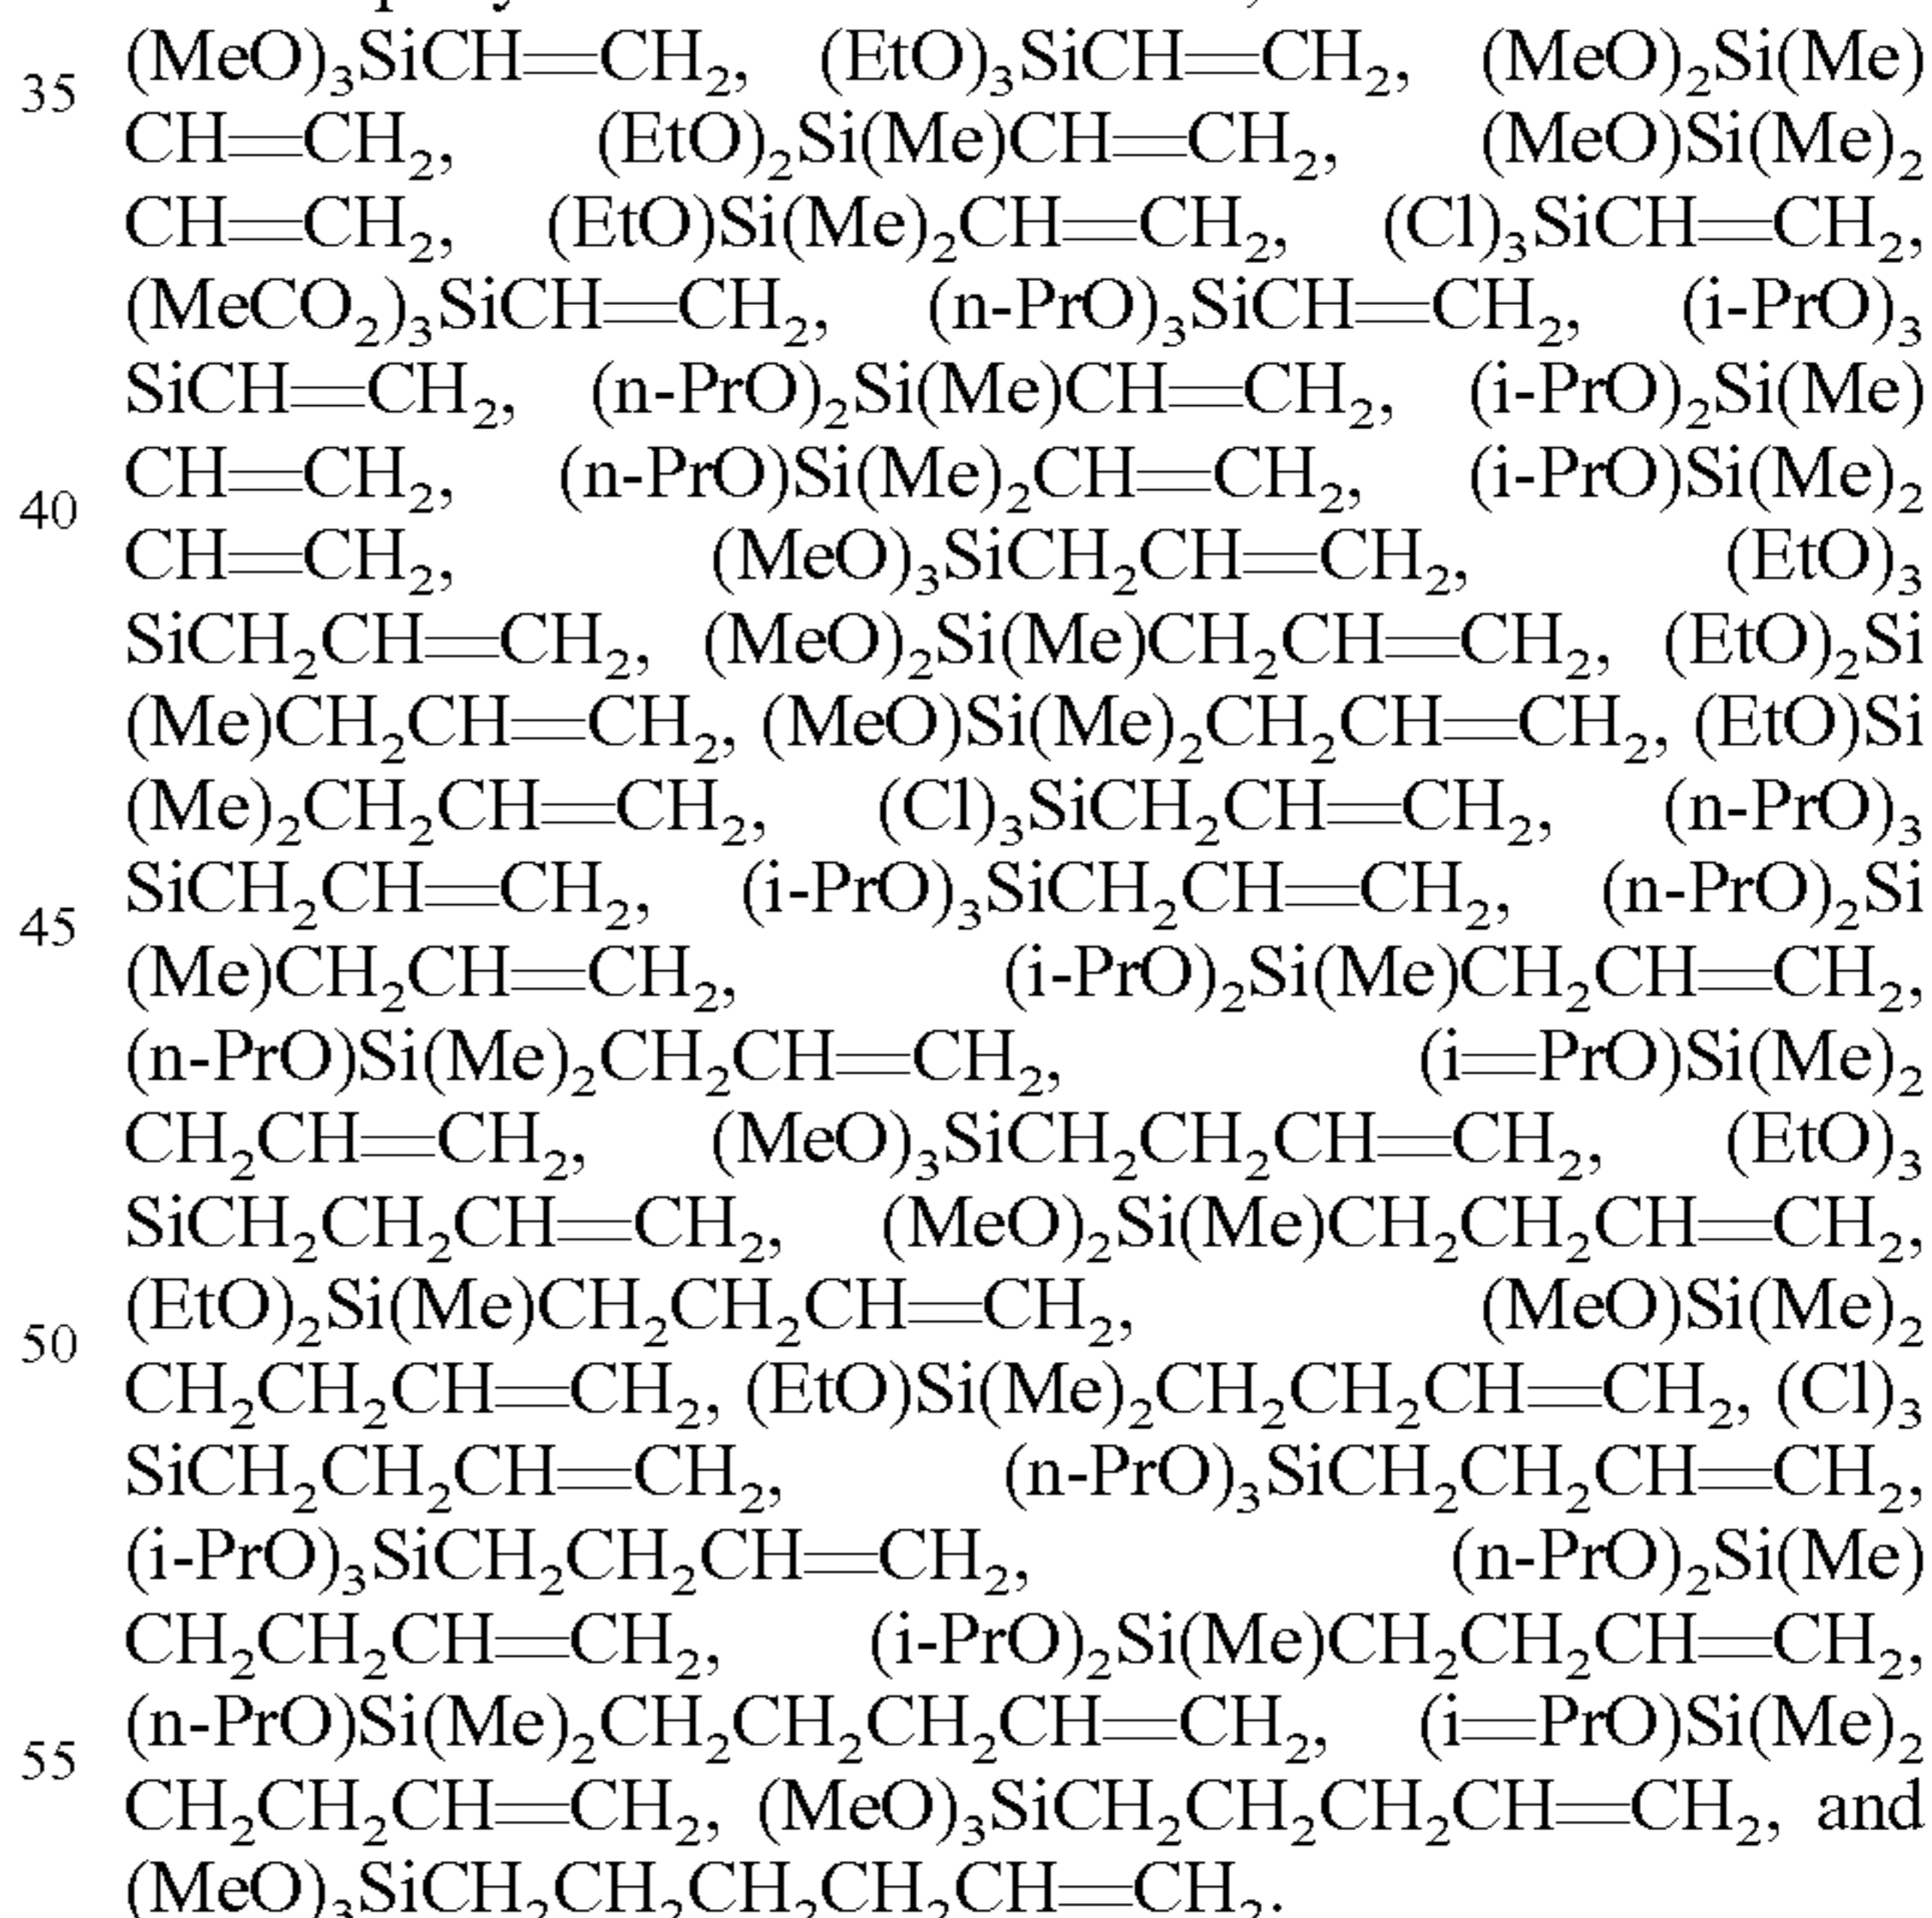 35 (MeO)₃SiCH═CH₂, (EtO)₃SiCH═CH₂, (MeO)₂Si(Me)
CH═CH₂, (EtO)₂Si(Me)CH═CH₂, (MeO)Si(Me)₂
CH═CH₂, (EtO)Si(Me)₂CH═CH₂, (Cl)₃SiCH═CH₂,
(MeCO₂)₃SiCH═CH₂, (n-PrO)₃SiCH═CH₂, (i-PrO)₃
SiCH═CH₂, (n-PrO)₂Si(Me)CH═CH₂, (i-PrO)₂Si(Me)
40 CH═CH₂, (n-PrO)Si(Me)₂CH═CH₂, (i-PrO)Si(Me)₂
CH═CH₂, (MeO)₃SiCH₂CH═CH₂, (EtO)₃
SiCH₂CH═CH₂, (MeO)₂Si(Me)CH₂CH═CH₂, (EtO)₂Si
(Me)CH₂CH═CH₂, (MeO)Si(Me)₂CH₂CH═CH₂, (EtO)Si
(Me)₂CH₂CH═CH₂, (Cl)₃SiCH₂CH═CH₂, (n-PrO)₃
45 SiCH₂CH═CH₂, (i-PrO)₃SiCH₂CH═CH₂, (n-PrO)₂Si
(Me)CH₂CH═CH₂, (i-PrO)₂Si(Me)CH₂CH═CH₂,
(n-PrO)Si(Me)₂CH₂CH═CH₂, (i═PrO)Si(Me)₂
CH₂CH═CH₂, (MeO)₃SiCH₂CH₂CH═CH₂, (EtO)₃
SiCH₂CH₂CH═CH₂, (MeO)₂Si(Me)CH₂CH₂CH═CH₂,
50 (EtO)₂Si(Me)CH₂CH₂CH═CH₂, (MeO)Si(Me)₂
CH₂CH₂CH═CH₂, (EtO)Si(Me)₂CH₂CH₂CH═CH₂, (Cl)₃
SiCH₂CH₂CH═CH₂, (n-PrO)₃SiCH₂CH₂CH═CH₂,
(i-PrO)₃SiCH₂CH₂CH═CH₂, (n-PrO)₂Si(Me)
CH₂CH₂CH═CH₂, (i-PrO)₂Si(Me)CH₂CH₂CH═CH₂,
55 (n-PrO)Si(Me)₂CH₂CH₂CH₂CH═CH₂, (i═PrO)Si(Me)₂
CH₂CH₂CH═CH₂, (MeO)₃SiCH₂CH₂CH₂CH═CH₂, and
(MeO)₃SiCH₂CH₂CH₂CH₂CH═CH₂.